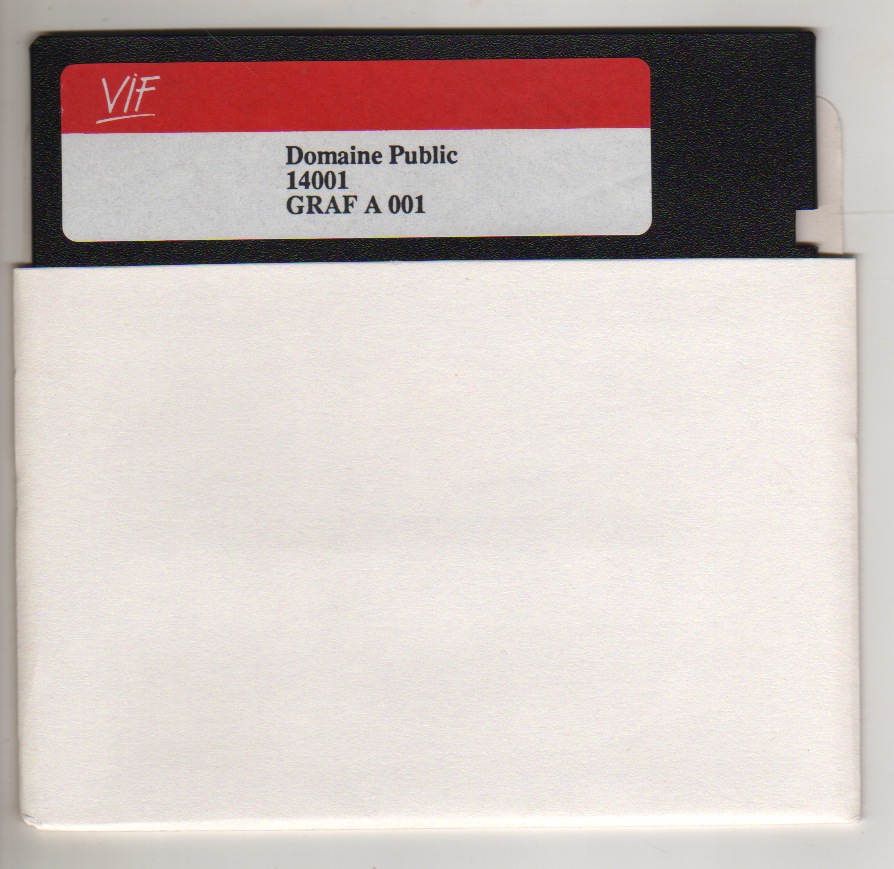 VIF
Domaine Public
14001
GRAF A 001